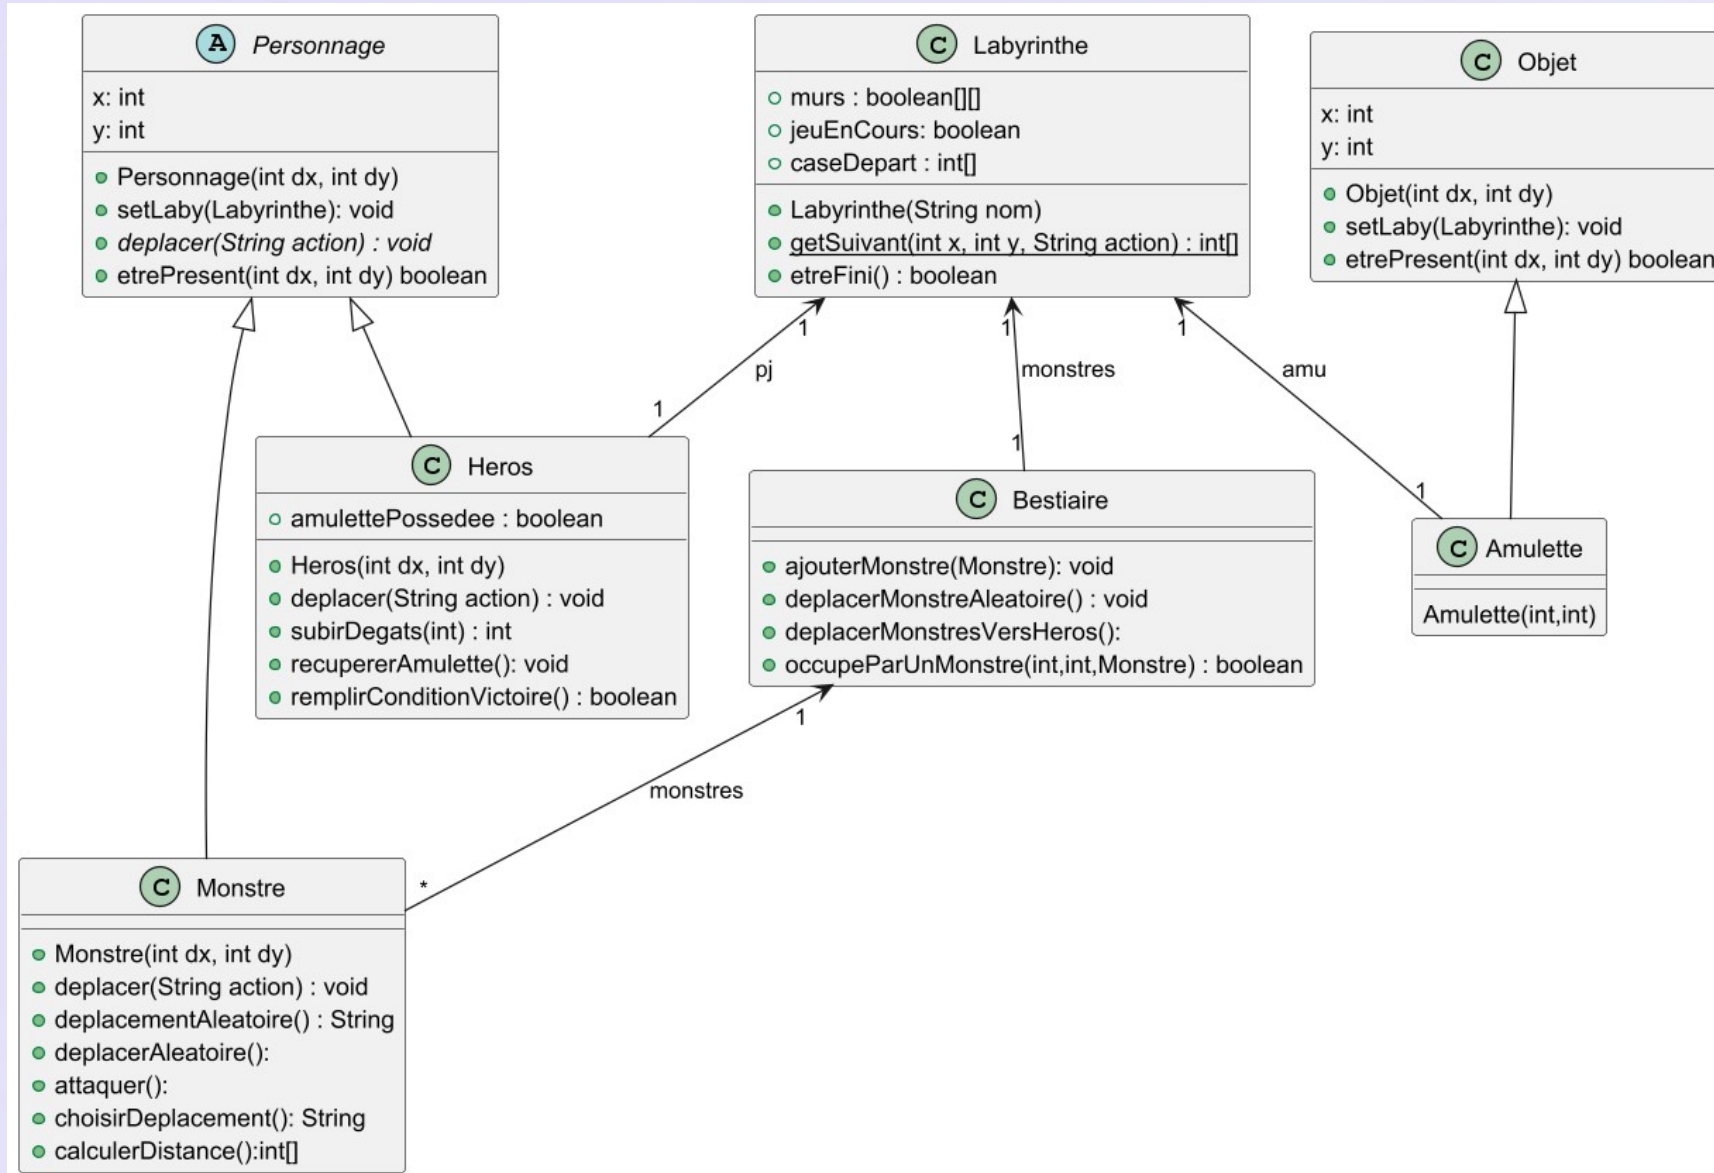 A Personnage
x: int
y: int
Personnage(int dx, int dy)
setLaby(Labyrinthe): void
deplacer(String action) : void
etrePresent(int dx, int dy) boolean
C Labyrinthe
murs : boolean[][]
jeuEnCours: boolean
caseDepart : int[]
Labyrinthe(String nom)
getSuivant(int x, int y, String action) : int[]
etreFini() : boolean
C Objet
x: int
y: int
Objet(int dx, int dy)
setLaby(Labyrinthe): void
etrePresent(int dx, int dy) boolean
1
1
1
pj
monstres
amu
1
1
1
C Heros
amulettePossedee : boolean
Heros(int dx, int dy)
deplacer(String action) : void
subirDegats(int) : int
recupererAmulette(): void
remplirConditionVictoire() : boolean
C Bestiaire
ajouterMonstre(Monstre): void
deplacerMonstreAleatoire() : void
deplacerMonstresVersHeros():
occupeParUnMonstre(int,int,Monstre) : boolean
C Amulette
Amulette(int,int)
1
monstres
*
C Monstre
Monstre(int dx, int dy)
deplacer(String action) : void
deplacementAleatoire() : String
deplacerAleatoire():
attaquer():
choisirDeplacement(): String
calculerDistance():int[]